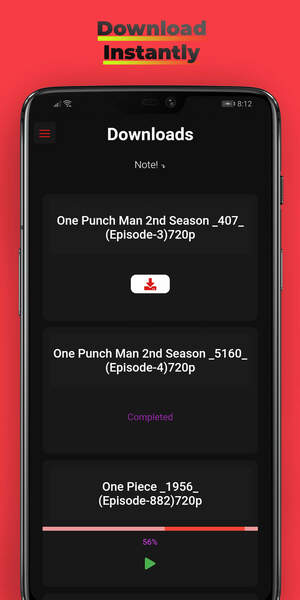 Download
Instantly
8:12
Downloads
Note!
One Punch Man 2nd Season _407_
(Episode-3)720p
One Punch Man 2nd Season _5160_
(Episode-4)720p
Completed
One Piece _1956_
(Episode-882)720p
56%